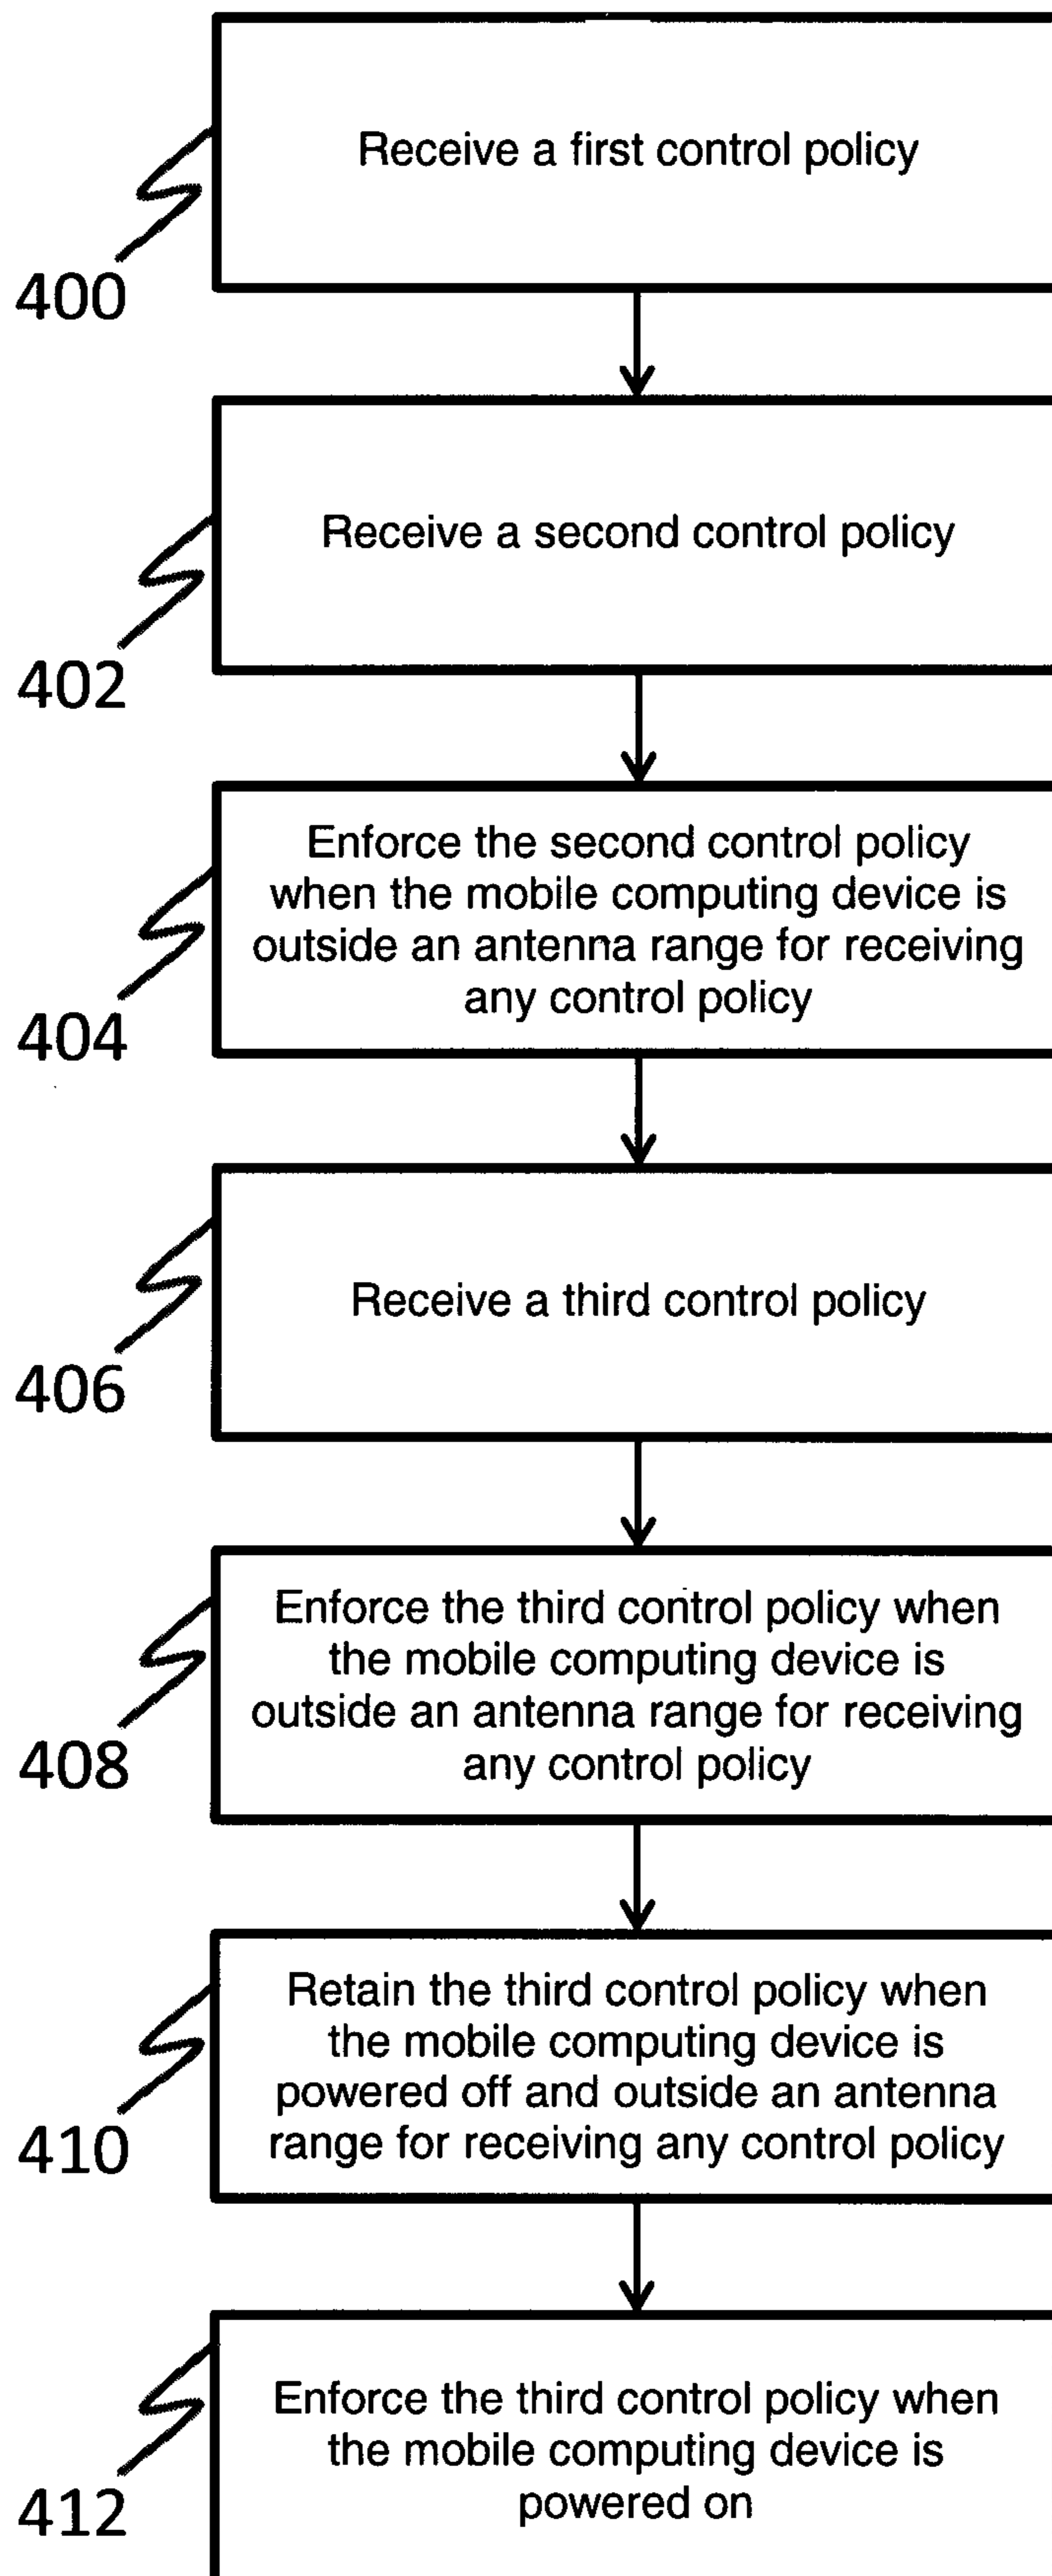 Receive a first control policy
400
Receive a second control policy
402
Enforce the second control policy
when the mobile computing device is
outside an antenna range for receiving
any control policy
404
Receive a third control policy
406
Enforce the third control policy when
the mobile computing device is
outside an antenna range for receiving
any control policy
408
Retain the third control policy when
the mobile computing device is
powered off and outside an antenna
range for receiving any control policy
410
Enforce the third control policy when
the mobile computing device is
powered on
412